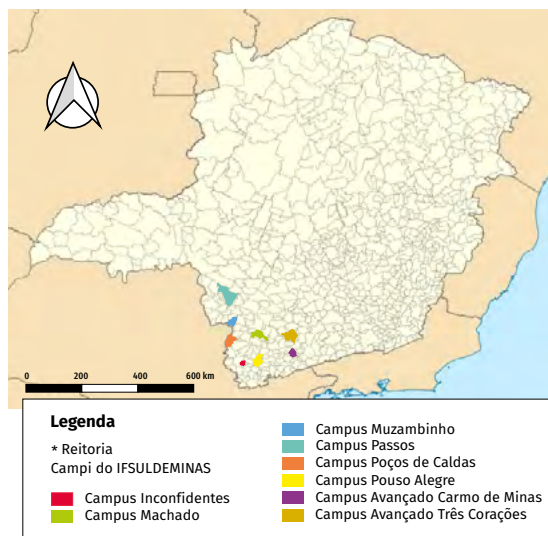 0
200
400
600 km
Legenda
* Reitoria
Campi do IFSULDEMINAS
Campus Inconfidentes
Campus Machado
Campus Muzambinho
Campus Passos
Campus Poços de Caldas
Campus Pouso Alegre
Campus Avançado Carmo de Minas
Campus Avançado Três Corações